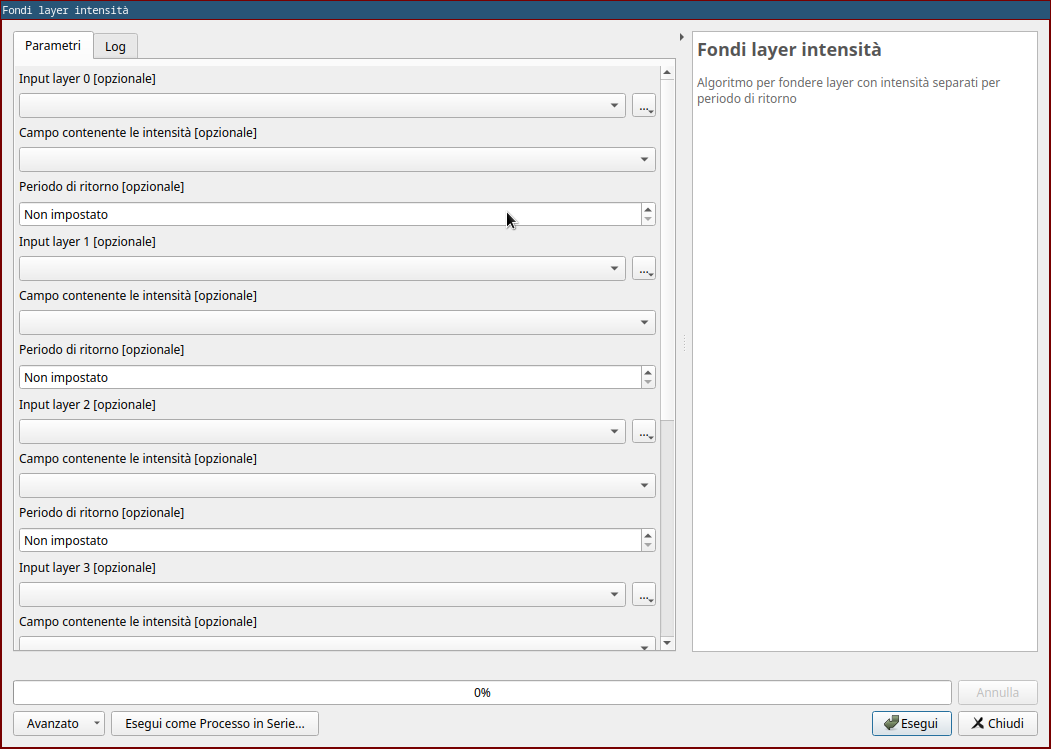 Fondi layer intensità
Parametri
Log
Input layer 0 [opzionale]
...
Campo contenente le intensità [opzionale]
Periodo di ritorno [opzionale]
Non impostato
Input layer 1 [opzionale]
...
Campo contenente le intensità [opzionale]
Periodo di ritorno [opzionale]
Non impostato
Input layer 2 [opzionale]
...
Campo contenente le intensità [opzionale]
Periodo di ritorno [opzionale]
Non impostato
Input layer 3 [opzionale]
...
Campo contenente le intensità [opzionale]
Fondi layer intensità
Algoritmo per fondere layer con intensità separati per
periodo di ritorno
0%
Annulla
Avanzato
Esegui come Processo in Serie...
Esegui
Chiudi